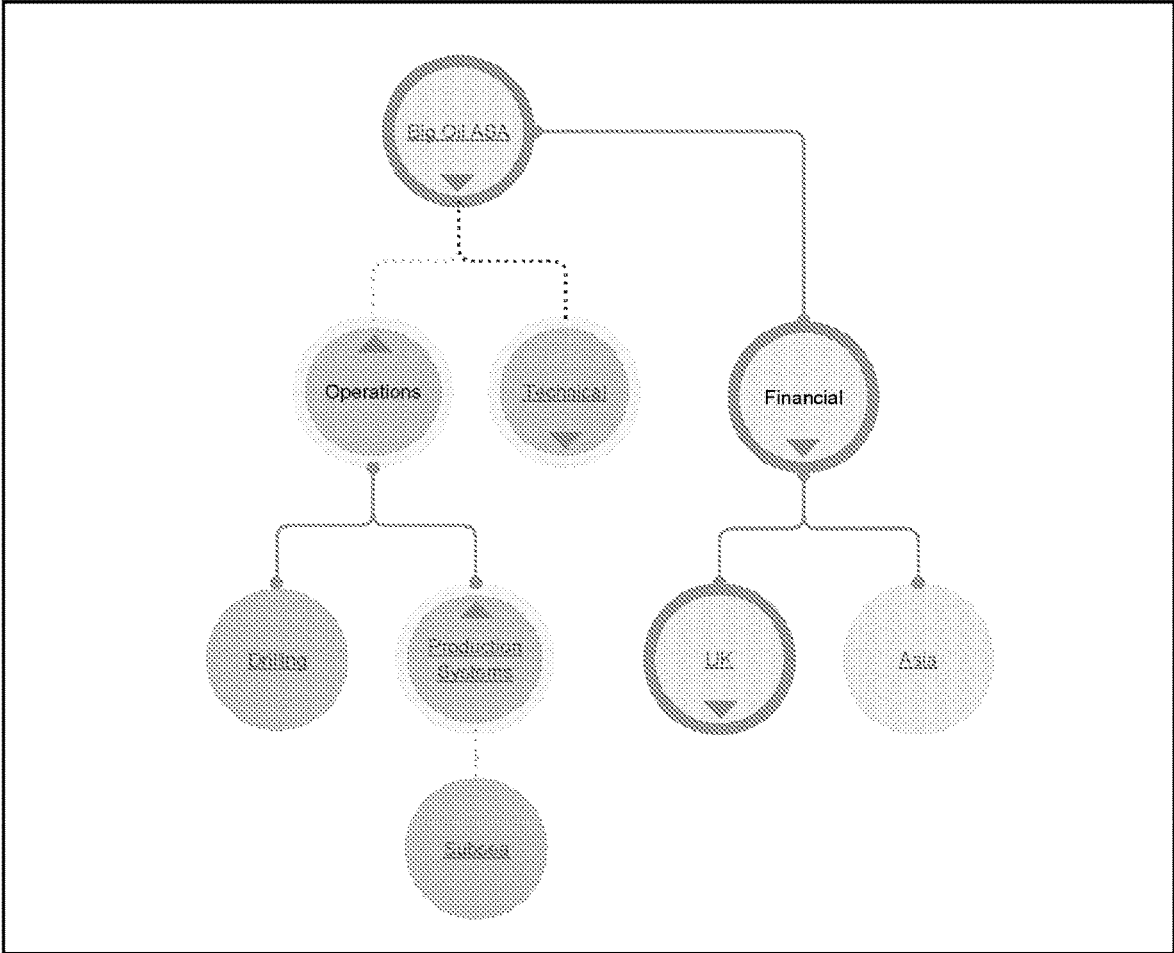 Big Oil ASA
Operations
Technical
Financial
Drilling
Production
Systems
UK
Asia
Subsea